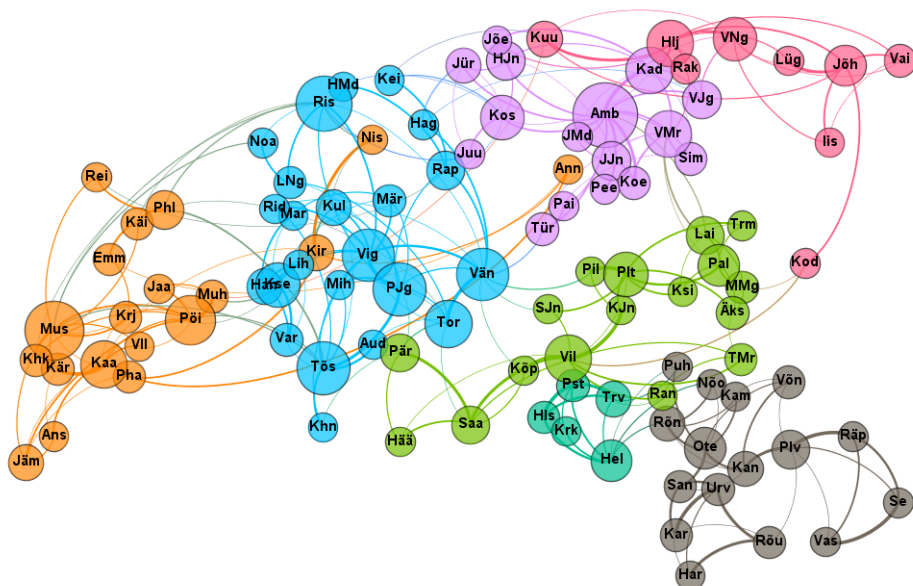 Jõe
Kuu
Hlj
VNg
HJn
Jür
Kad
Rak
Lüg
Jõh
Vai
Kei
HMd
Ris
VJg
Kos
Amb
Hag
JMd
VMr
Iis
Nis
Noa
Juu
JJn
Sim
Rap
Ann
Koe
Pee
Rei
LNg
Mär
Pai
Phl
Käi
Rid
Mar
Kul
Tür
Trm
Lai
Kir
Vig
Emm
Lih
Kse
Mih
PJg
Vän
Pil
Plt
Pal
Kod
Jaa
Muh
Ksi
MMg
SJn
KJn
Äks
Mus
Krj
Pöi
Tor
Var
Aud
VII
Khk
Kär
Kaa
Pha
Tõs
Pär
Köp
Vil
TMr
Puh
Pst
Trv
Ran
Nõo
Kam
Võn
Hls
Krk
Rõn
Ans
Khn
Hää
Saa
Ote
Plv
Räp
Jäm
Hel
Kan
San
Urv
Se
Kar
Rõu
Vas
Har